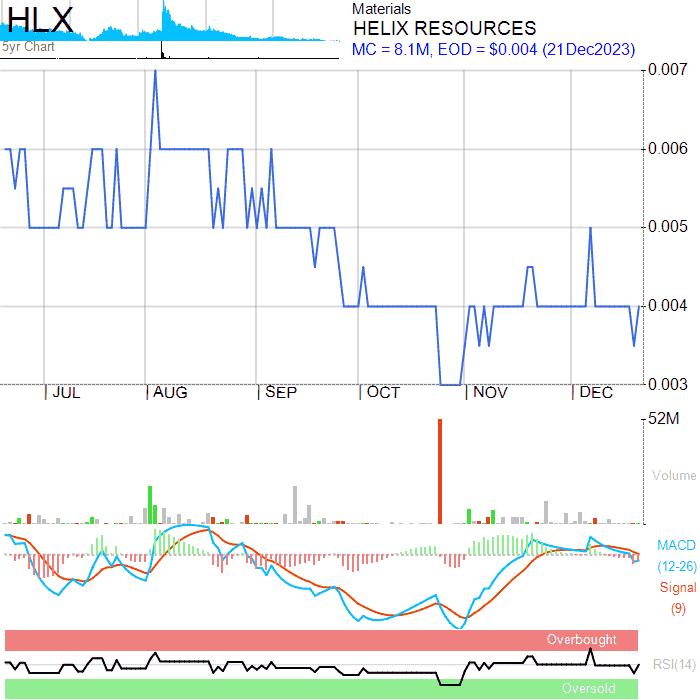 HLX
5yr Chart
Materials
HELIX RESOURCES
MC = 8.1M, EOD = $0.004 (21Dec2023)
0.007
0.006
0.005
0.004
0.003
JUL AUG SEP OCT NOV DEC
52M
Volume
MACD
(12-26)
Signal
(9)
Overbought
RSI(14)
Oversold